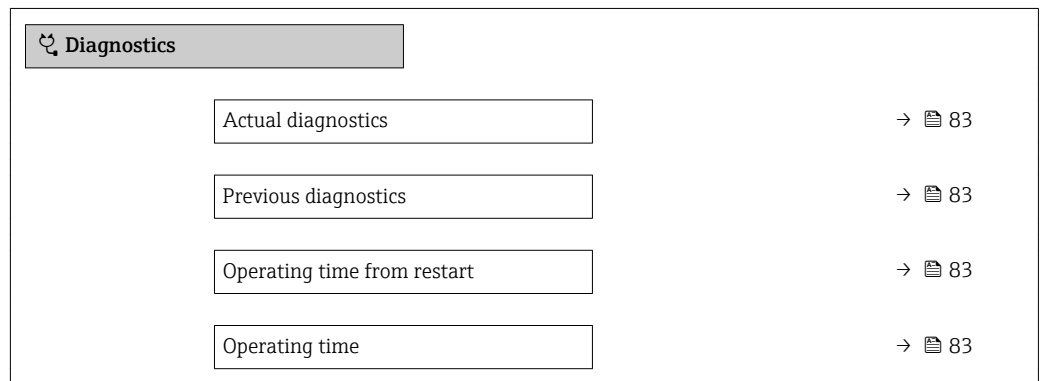 Diagnostics
Actual diagnostics → 83
Previous diagnostics → 83
Operating time from restart → 83
Operating time → 83